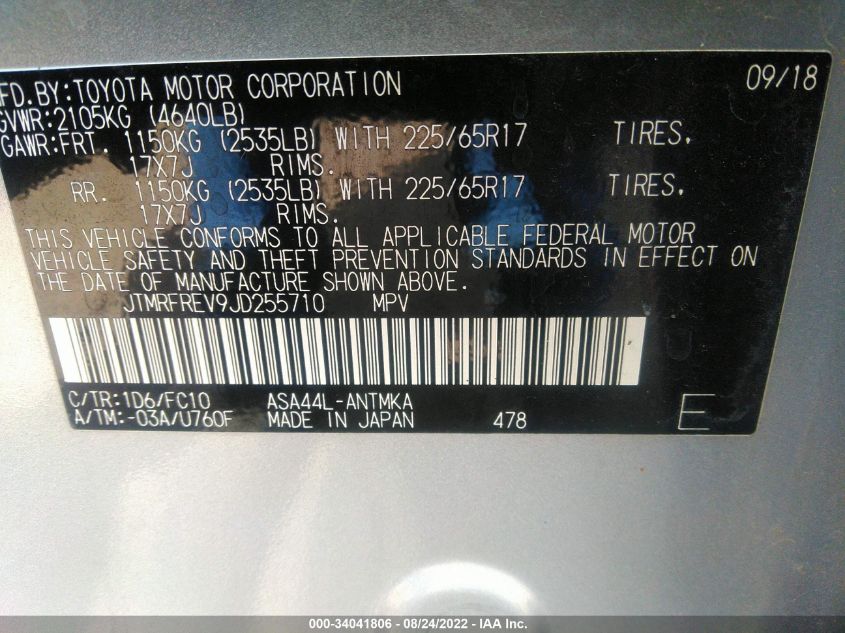 FD.BY:TOYOTA MOTOR CORPORATION 09/18
GVWR:2105KG (4640LB)
GAWR:FRT. 1150KG (2535LB) WITH 225/65R17 TIRES.
17X7J RIMS.
RR. 1150KG (2535LB) WITH 225/65R17 TIRES.
17X7J RIMS.
THIS VEHICLE CONFORMS TO ALL APPLICABLE FEDERAL MOTOR
VEHICLE SAFETY AND THEFT PREVENTION STANDARDS IN EFFECT ON
THE DATE OF MANUFACTURE SHOWN ABOVE.
JTMRFREV9JD255710 MPV
C/TR:1D6/FC10 ASA44L-ANTMKA
A/TM:-03A/U760F MADE IN JAPAN 478 E
000-34041806 - 08/24/2022 - IAA Inc.